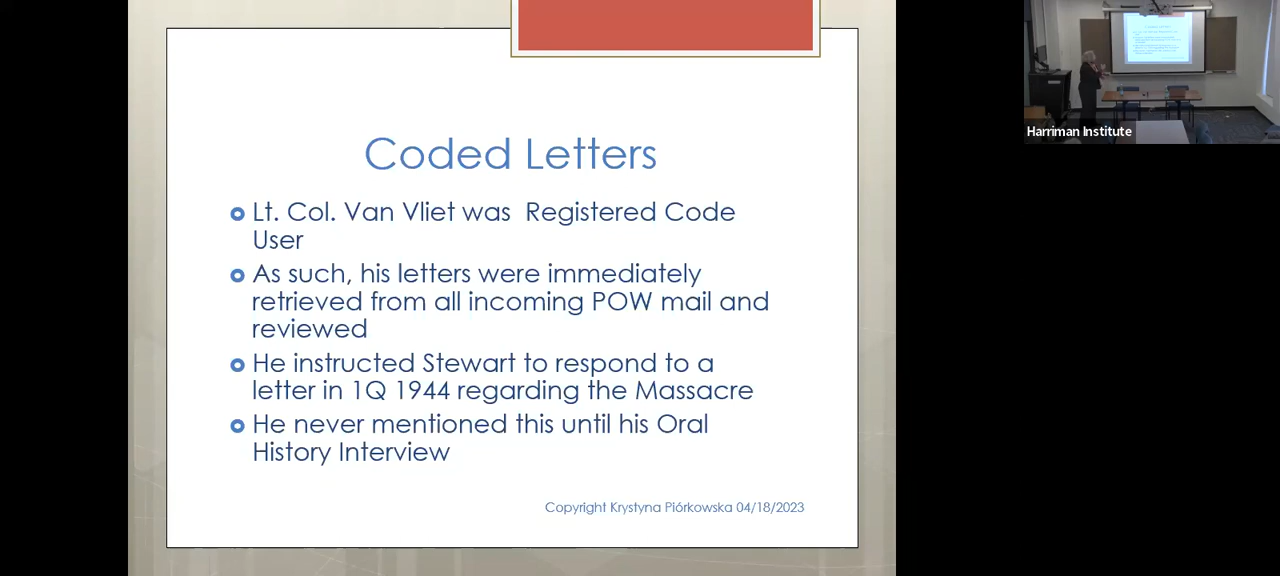 Coded Letters
Lt. Col. Van Vliet was  Registered Code
User
As such, his letters were immediately
retrieved from all incoming POW mail and
reviewed
He instructed Stewart to respond to a
letter in 1Q 1944 regarding the Massacre
He never mentioned this until his Oral
History Interview
Copyright Krystyna Piórkowska 04/18/2023
Harriman Institute